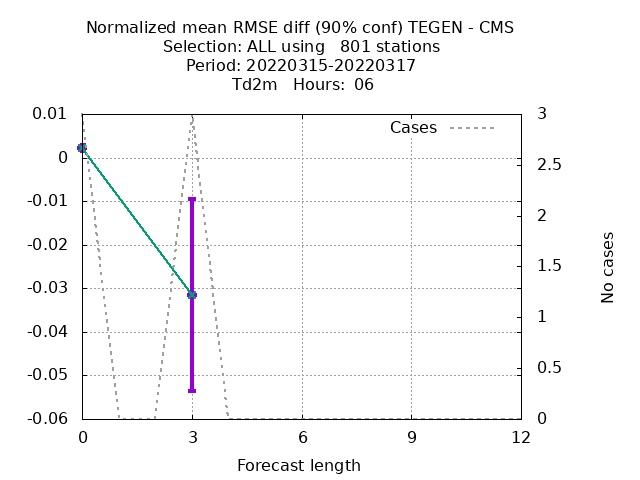 Normalized mean RMSE diff (90% conf) TEGEN - CMS
Selection: ALL using   801 stations
Period: 20220315-20220317
Td2m   Hours: 06
Cases
0.01
0
-0.01
-0.02
-0.03
-0.04
-0.05
-0.06
3
2.5
2
1.5
1
0.5
0
No cases
0 3 6 9 12
Forecast length